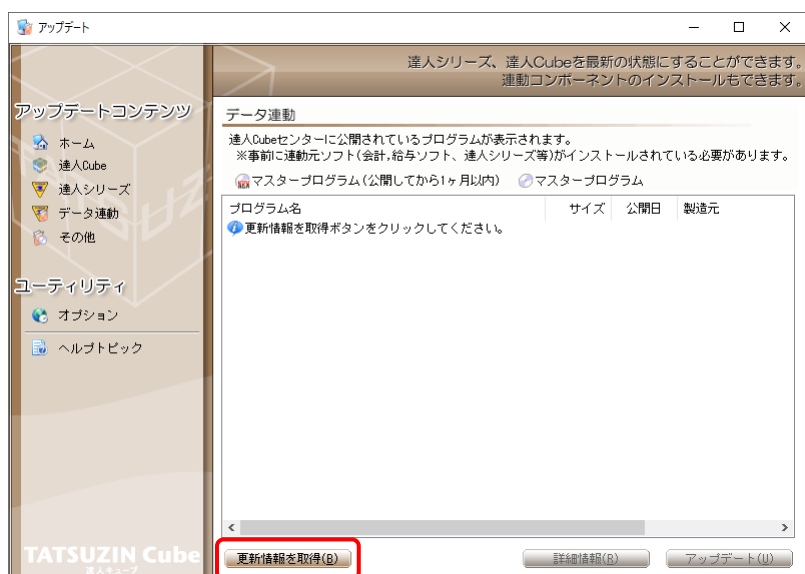 アップデート
達人シリーズ、達人Cubeを最新の状態にすることができます。
連動コンポーネントのインストールもできます。
アップデートコンテンツ
ホーム
達人Cube
達人シリーズ
データ連動
その他
ユーティリティ
オプション
ヘルプトピック
データ連動
達人Cubeセンターに公開されているプログラムが表示されます。
※事前に連動元ソフト(会計,給与ソフト、達人シリーズ等)がインストールされている必要があります。
マスタープログラム(公開してから1ヶ月以内) マスタープログラム
プログラム名 サイズ 公開日 製造元
更新情報を取得ボタンをクリックしてください。
TATSUZIN Cube
達人キューブ
更新情報を取得(B) 詳細情報(R) アップデート(U)